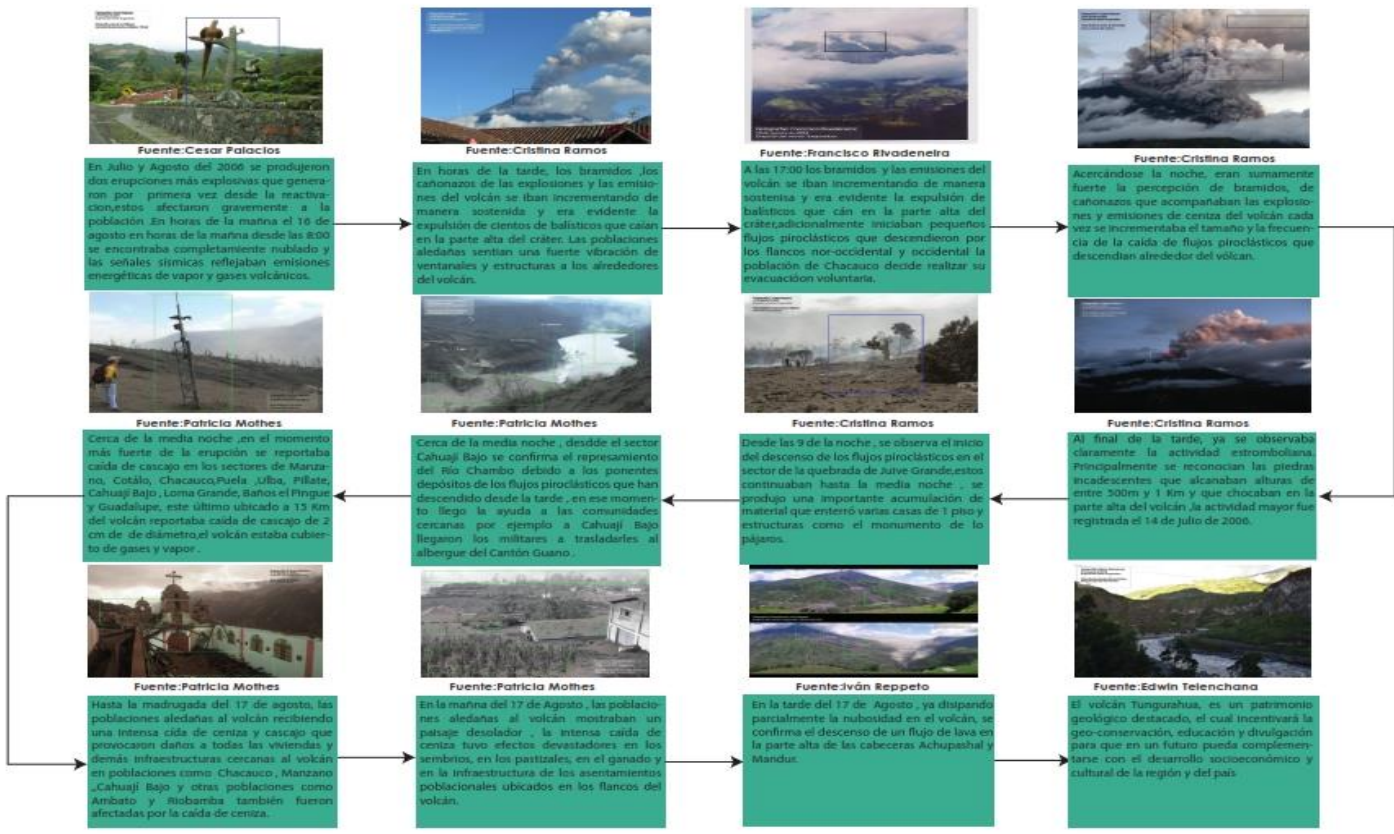 Fuente:Cesar Palacios
En Julio y Agosto del 2006 se produjeron
dos erupciones más explosivas que genera-
ron por primera vez desde la reactiva-
cion,estos afectaron gravemente a la
población .En horas de la mañna el 16 de
agosto en horas de la mañna desde las 8:00
se encontraba completamente nublado y
las señales sísmicas reflejaban emisiones
energéticas de vapor y gases volcánicos.
Fuente:Cristina Ramos
En horas de la tarde, los bramidos ,los
cañonazos de las explosiones y las emisio-
nes del volcán se iban incrementando de
manera sostenida y era evidente la
expulsión de cientos de balísticos que caían
en la parte alta del cráter. Las poblaciones
aledañas sentian una fuerte vibración de
ventanales y estructuras a los alrededores
del volcán.
Fuente:Francisco Rivadeneira
A las 17:00 los bramidos y las emisiones del
volcán se iban incrementando de manera
sostenisa y era evidente la expulsión de
balísticos que cán en la parte alta del
cráter,adicionalmente iniciaban pequeños
flujos piroclásticos que descendieron por
los flancos nor-occidental y occidental la
población de Chacauco decide realizar su
evacuacióon voluntaria.
Fuente:Cristina Ramos
Acercándose la noche, eran sumamente
fuerte la percepción de bramidos, de
cañonazos que acompañaban las explosio-
nes y emisiones de ceniza del volcán cada
vez se incrementaba el tamaño y la frecuen-
cia de la caída de flujos piroclásticos que
descendian alrededor del vólcan.
Fuente:Cristina Ramos
Al final de la tarde, ya se observaba
claramente la actividad estromboliana.
Principalmente se reconocian las piedras
incadescentes que alcanaban alturas de
entre 500m y 1 Km y que chocaban en la
parte alta del volcán ,la actividad mayor fue
registrada el 14 de Julio de 2006.
Fuente:Cristina Ramos
Desde las 9 de la noche , se observa el inicio
del descenso de los flujos piroclásticos en el
sector de la quebrada de Juive Grande,estos
continuaban hasta la media noche , se
produjo una importante acumulación de
material que enterró varias casas de 1 piso y
estructuras como el monumento de lo
pájaros.
Fuente:Patricia Mothes
Cerca de la media noche , desdde el sector
Cahuají Bajo se confirma el represamiento
del Río Chambo debido a los ponentes
depósitos de los flujos piroclásticos que han
descendido desde la tarde , en ese momen-
to llego la ayuda a las comunidades
cercanas por ejemplo a Cahuají Bajo
llegaron los militares a trasladarles al
albergue del Cantón Guano .
Fuente:Patricia Mothes
Cerca de la media noche ,en el momento
más fuerte de la erupción se reportaba
caída de cascajo en los sectores de Manza-
no, Cotálo, Chacauco,Puela ,Ulba, Pillate,
Cahuají Bajo , Loma Grande, Baños el Pingue
y Guadalupe, este último ubicado a 15 Km
del volcán reportaba caída de cascajo de 2
cm de de diámetro,el volcán estaba cubier-
to de gases y vapor .
Fuente:Patricia Mothes
Hasta la madrugada del 17 de agosto, las
poblaciones aledañas al volcán recibiendo
una intensa cída de ceniza y cascajo que
provocaron daños a todas las viviendas y
demás infraestructuras cercanas al volcán
en poblaciones como Chacauco , Manzano
,,Cahuají Bajo y otras poblaciones como
Ambato y Riobamba también fueron
afectadas por la caída de ceniza.
Fuente:Patricia Mothes
En la mañna del 17 de Agosto , las poblacio-
nes aledañas al volcán mostraban un
paisaje desolador , la intensa caída de
ceniza tuvo efectos devastadores en los
sembrios, en los pastizales, en el ganado y
en la infraestructura de los asentamientos
poblacionales ubicados en los flancos del
volcán.
Fuente:Iván Reppeto
En la tarde del 17 de Agosto , ya disipando
parcialmente la nubosidad en el volcán, se
confirma el descenso de un flujo de lava en
la parte alta de las cabeceras Achupashal y
Mandur.
Fuente:Edwin Telenchana
El volcán Tungurahua, es un patrimonio
geológico destacado, el cual incentivará la
geo-conservación, educación y divulgación
para que en un futuro pueda complemen-
tarse con el desarrollo socioeconómico y
cultural de la región y del país